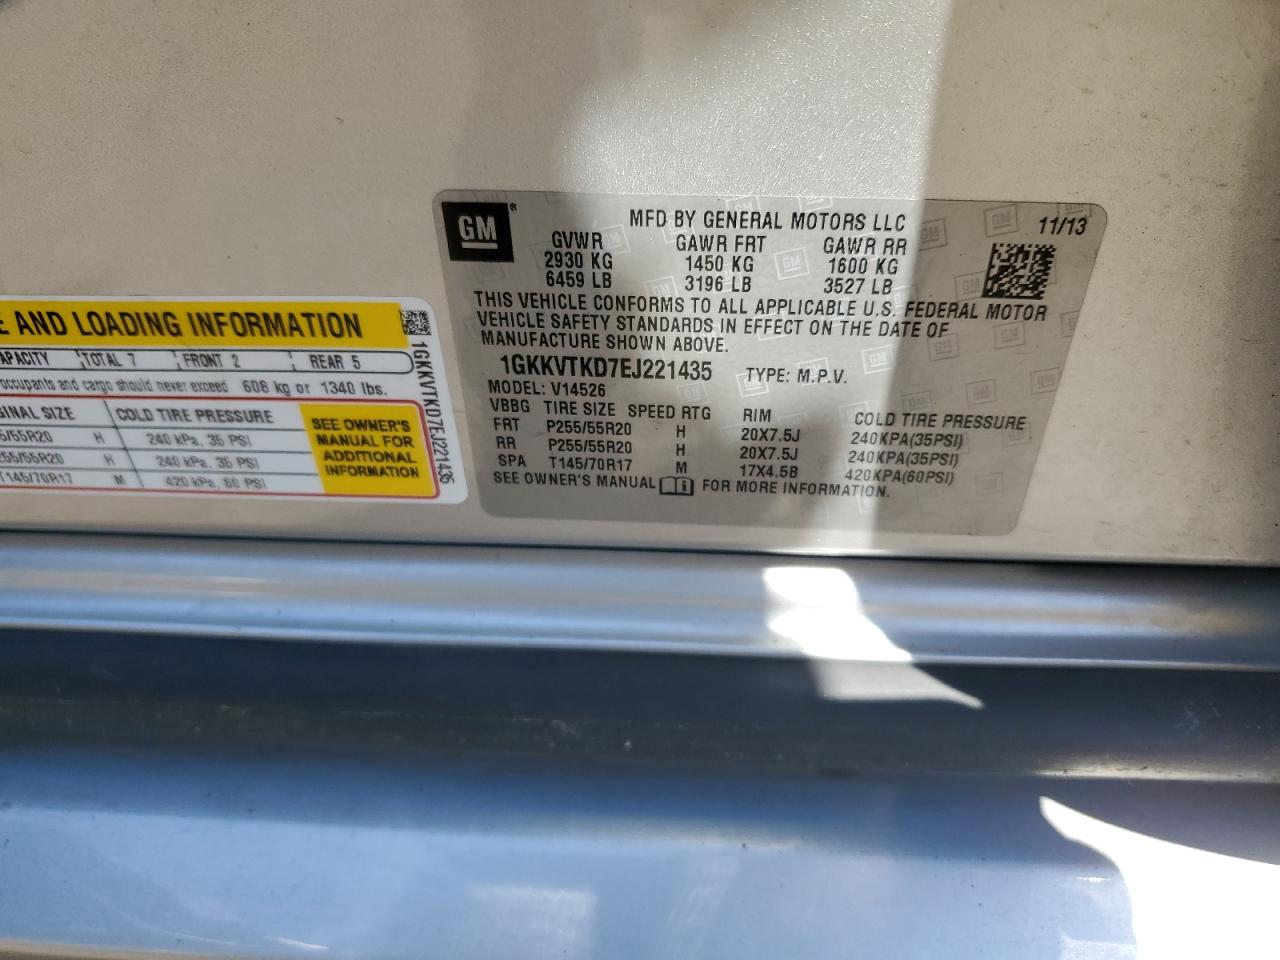 GM
MFD BY GENERAL MOTORS LLC 11/13
GVWR GAWR FRT GAWR RR
2930 KG 1450 KG 1600 KG
6459 LB 3196 LB 3527 LB
THIS VEHICLE CONFORMS TO ALL APPLICABLE U.S. FEDERAL MOTOR
VEHICLE SAFETY STANDARDS IN EFFECT ON THE DATE OF
MANUFACTURE SHOWN ABOVE.
1GKKVTKD7EJ221435 TYPE: M.P.V.
MODEL: V14526
VBBG TIRE SIZE SPEED RTG RIM COLD TIRE PRESSURE
FRT P255/55R20 H 20X7.5J 240KPA(35PSI)
RR P255/55R20 H 20X7.5J 240KPA(35PSI)
SPA T145/70R17 M 17X4.5B 420KPA(60PSI)
SEE OWNER'S MANUAL FOR MORE INFORMATION.
AND LOADING INFORMATION
TOTAL 7 FRONT 2 REAR 5
occupants and cargo should never exceed 608 kg or 1340 lbs.
SIZE COLD TIRE PRESSURE
H 240 kPa, 35 PSI
H 240 kPa, 35 PSI
T145/70R17 M 420 kPa, 60 PSI
SEE OWNER'S
MANUAL FOR
ADDITIONAL
INFORMATION
1GKKVTKD7EJ221435